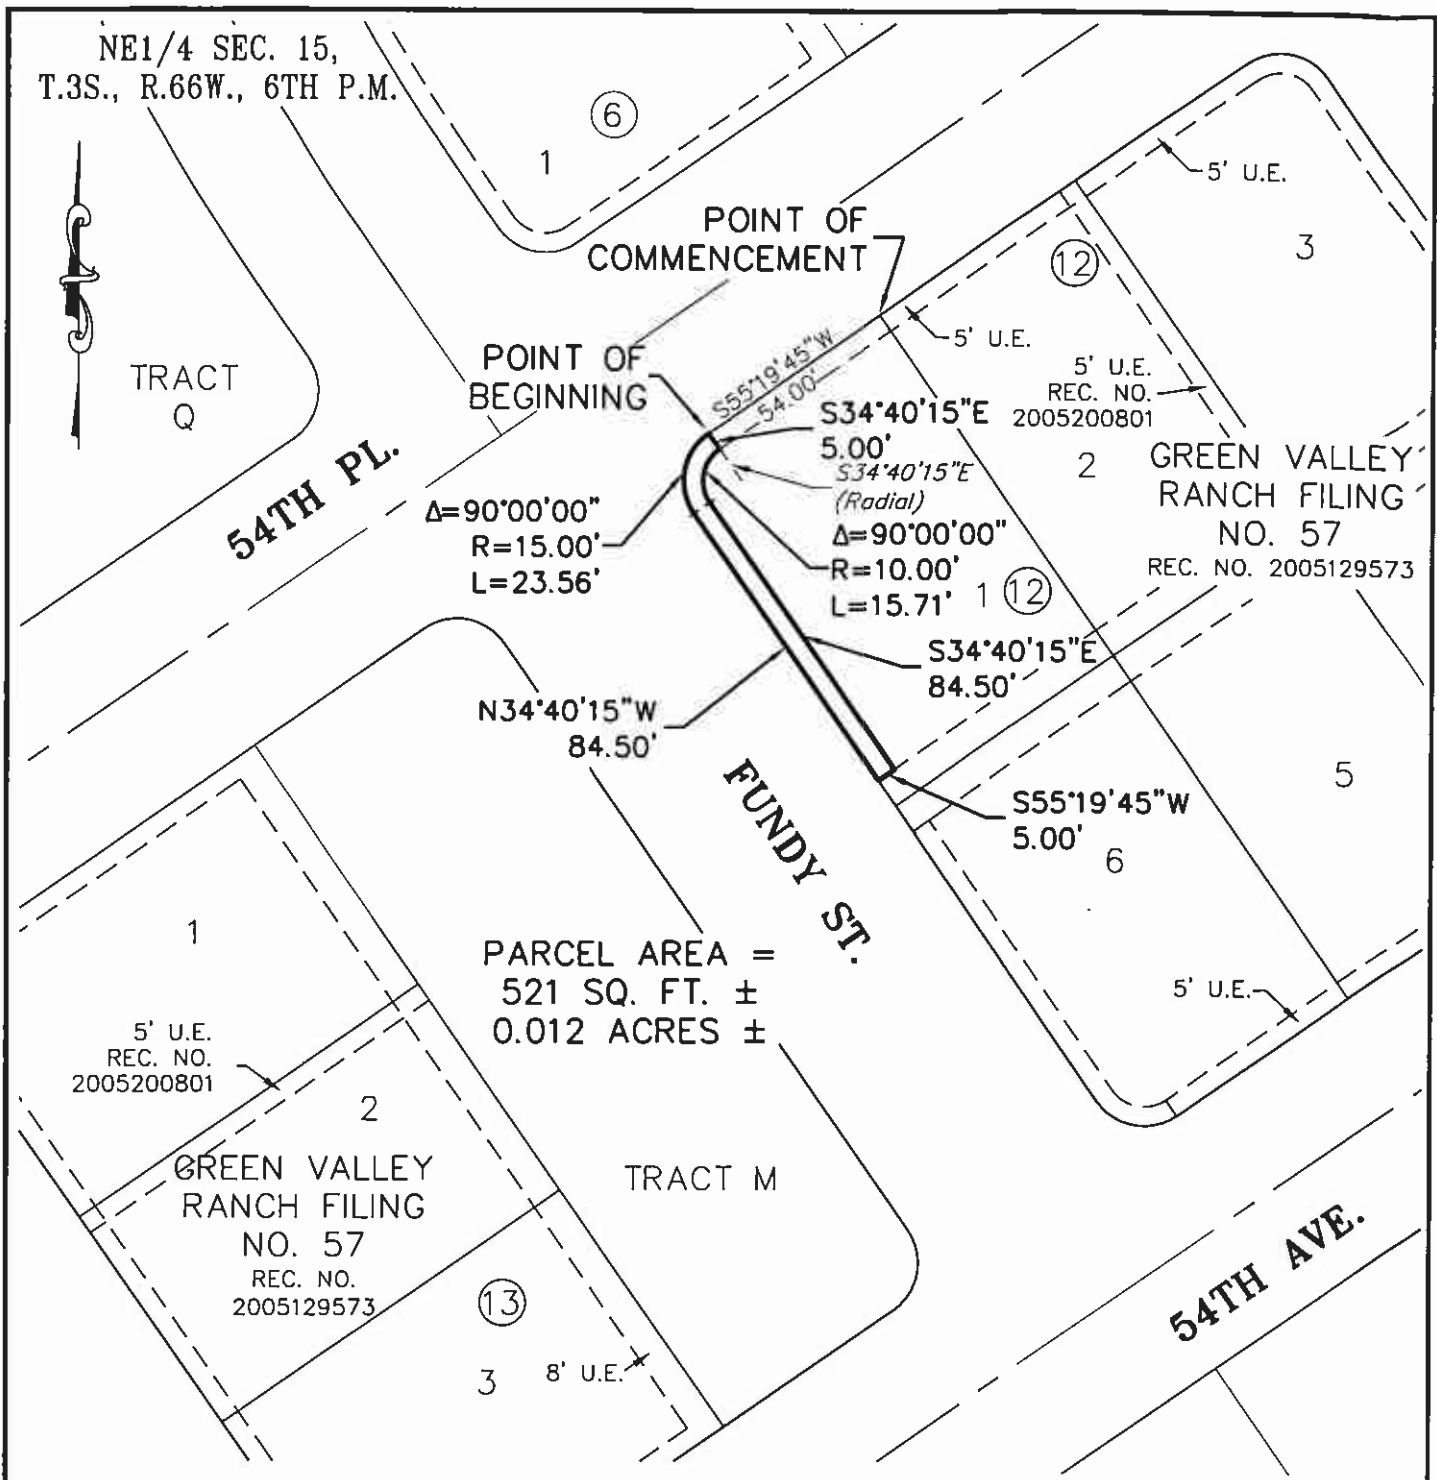 NE1/4 SEC. 15,
T.3S., R.66W., 6TH P.M.
6
1
5' U.E.
3
POINT OF
COMMENCEMENT
12
5' U.E.
TRACT
Q
POINT OF
BEGINNING
S55°19'45"W
54.00'
5' U.E.
REC. NO.
2005200801
S34°40'15"E
5.00'
S34°40'15"E
(Radial)
2
GREEN VALLEY
RANCH FILING
NO. 57
REC. NO. 2005129573
54TH PL.
Δ=90°00'00"
R=15.00'
L=23.56'
Δ=90°00'00"
R=10.00'
L=15.71'
1 12
S34°40'15"E
84.50'
N34°40'15"W
84.50'
FUNDY ST.
5
S55°19'45"W
5.00'
6
1
PARCEL AREA =
521 SQ. FT. ±
0.012 ACRES ±
5' U.E.
5' U.E.
REC. NO.
2005200801
2
GREEN VALLEY
RANCH FILING
NO. 57
REC. NO.
2005129573
TRACT M
54TH AVE.
13
3
8' U.E.